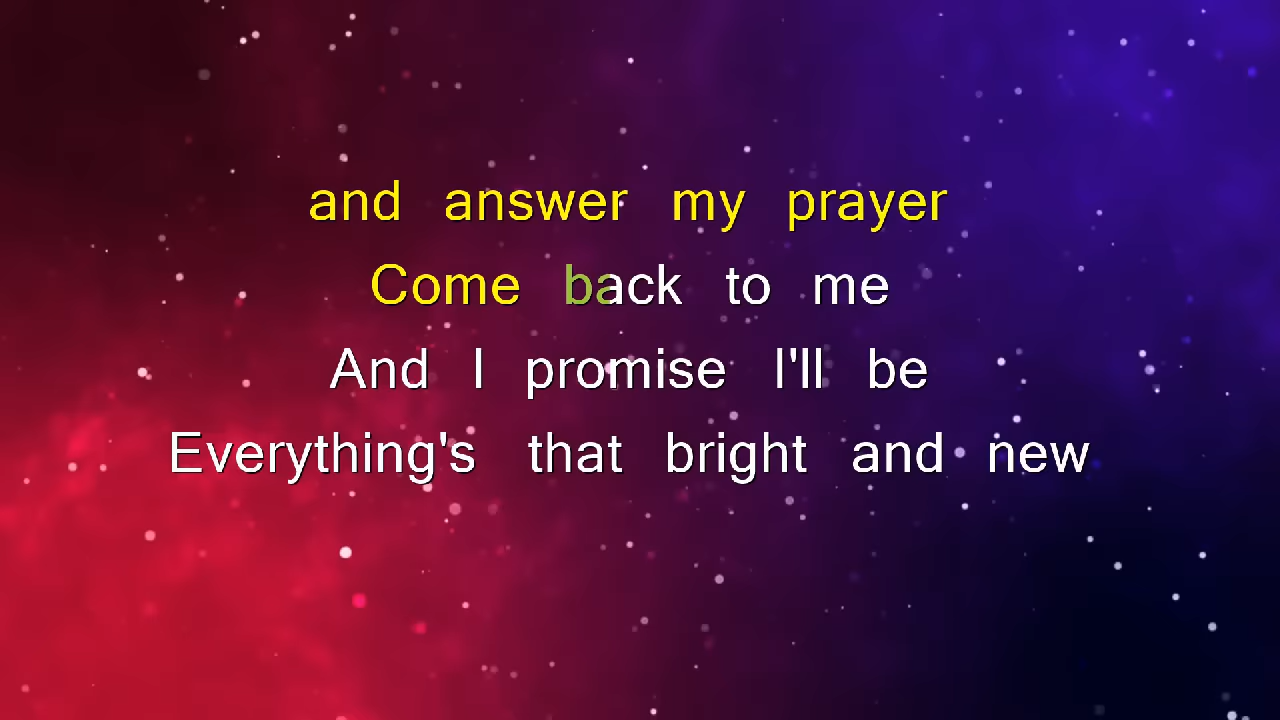 and answer my prayer
Come back to me
And I promise I'll be
Everything's that bright and new